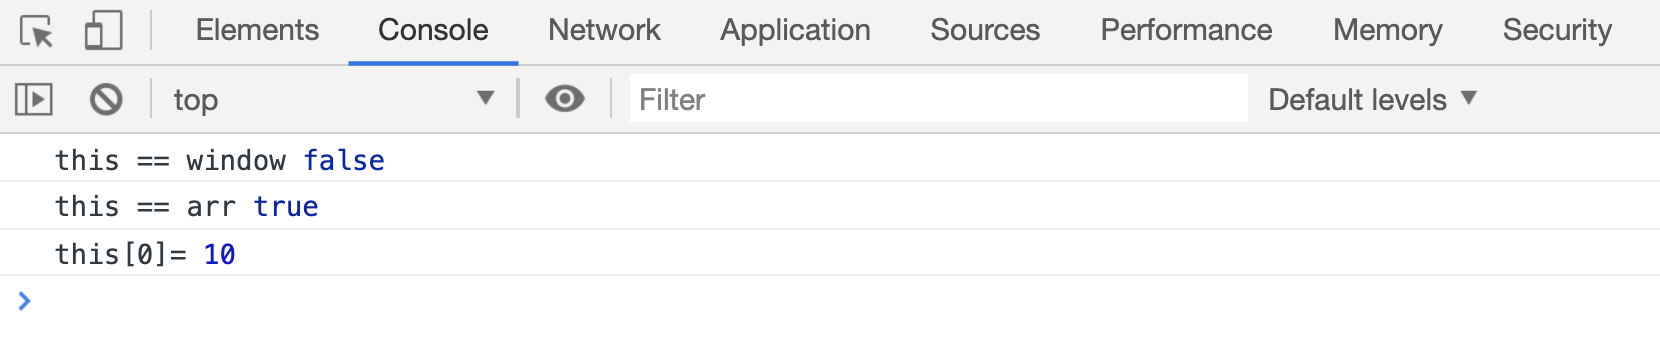 Elements Console Network Application Sources Performance Memory Security
top Filter Default levels
this == window false
this == arr true
this[0]= 10